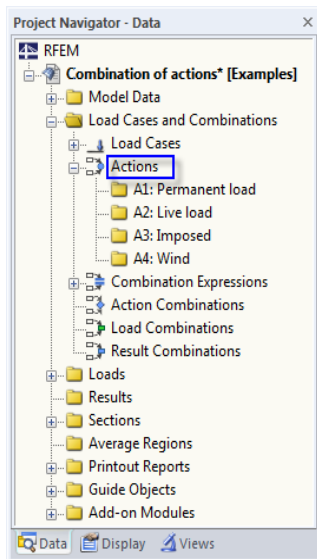 Project Navigator - Data
RFEM
Combination of actions* [Examples]
Model Data
Load Cases and Combinations
Load Cases
Actions
A1: Permanent load
A2: Live load
A3: Imposed
A4: Wind
Combination Expressions
Action Combinations
Load Combinations
Result Combinations
Loads
Results
Sections
Average Regions
Printout Reports
Guide Objects
Add-on Modules
Data Display Views